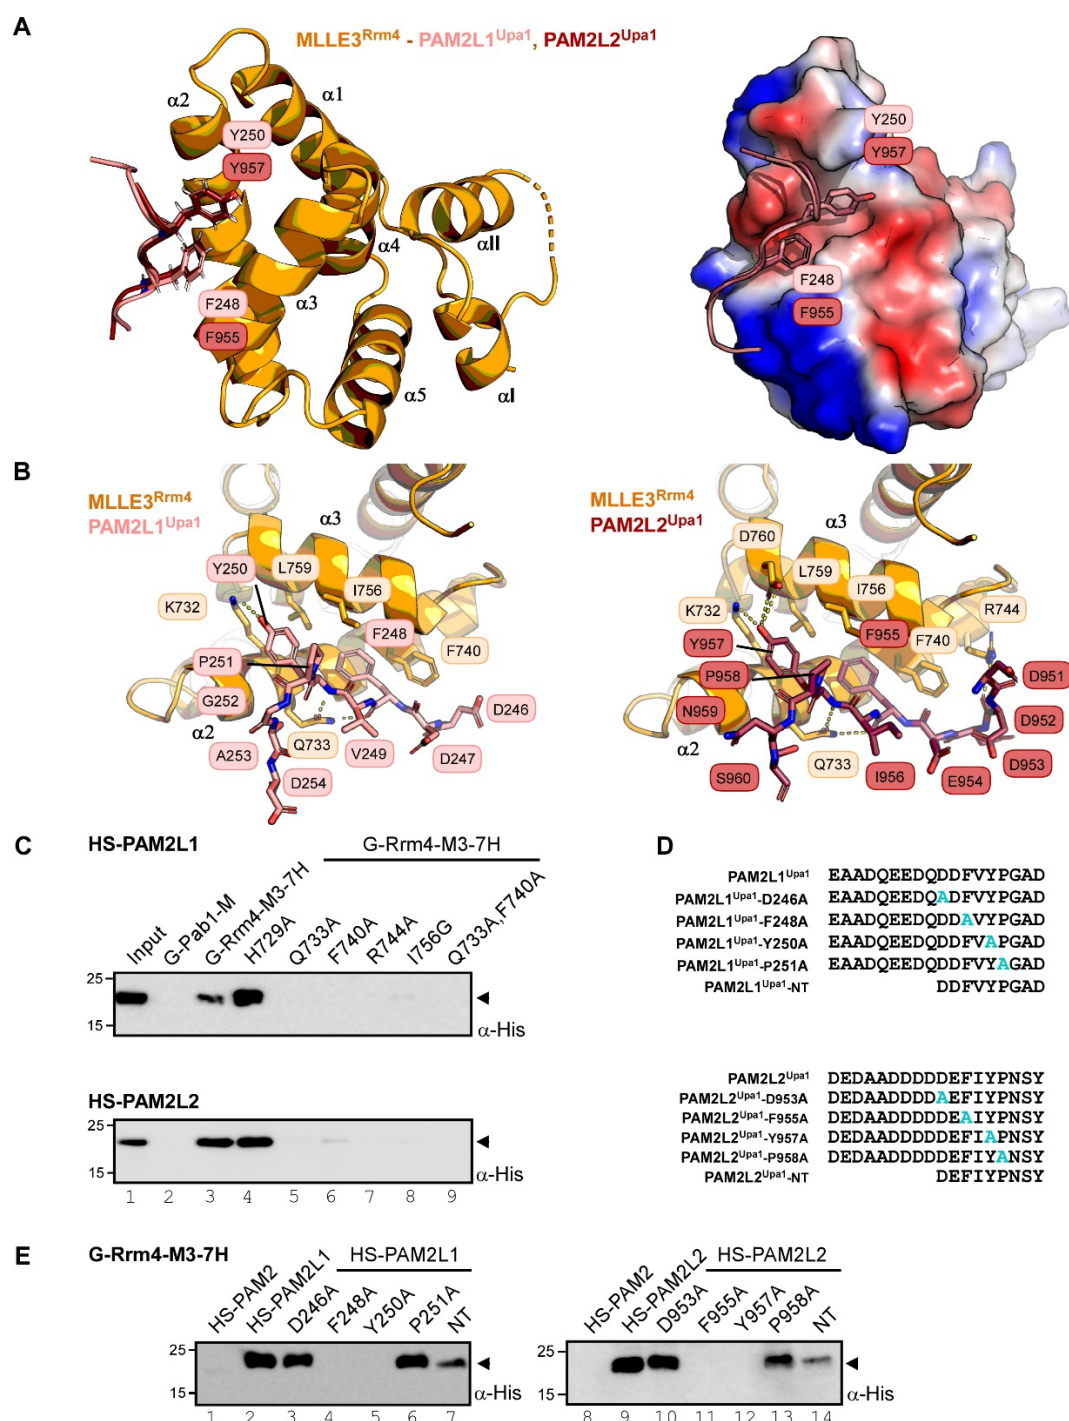 A
MLLE3Rrm4 - PAM2L1Upa1, PAM2L2Upa1
α2
α1
Y250
Y957
α4
αII
α3
F248
F955
α5
αI
Y250
Y957
F248
F955
B
MLLE3Rrm4
PAM2L1Upa1
α3
Y250
L759
I756
K732
F248
F740
P251
G252
D246
α2
A253
Q733
V249
D247
D254
MLLE3Rrm4
PAM2L2Upa1
α3
D760
L759
I756
K732
R744
Y957
F955
F740
P958
D951
N959
D952
α2
Q733
D953
S960
I956
E954
C
HS-PAM2L1
G-Rrm4-M3-7H
Input
G-Pab1-M
G-Rrm4-M3-7H
H729A
Q733A
F740A
R744A
I756G
Q733A,F740A
25
15
α-His
HS-PAM2L2
25
15
α-His
1 2 3 4 5 6 7 8 9
D
PAM2L1Upa1 EAADQEEDQDDFVYPGAD
PAM2L1Upa1-D246A EAADQEEDQADFVYPGAD
PAM2L1Upa1-F248A EAADQEEDQDDAVYPGAD
PAM2L1Upa1-Y250A EAADQEEDQDDFVAPGAD
PAM2L1Upa1-P251A EAADQEEDQDDFVYAGAD
PAM2L1Upa1-NT DDFVYPGAD
PAM2L2Upa1 DEDAADDDDDEFIYPNSY
PAM2L2Upa1-D953A DEDAADDDDAEFIYPNSY
PAM2L2Upa1-F955A DEDAADDDDDEAIYPNSY
PAM2L2Upa1-Y957A DEDAADDDDDEFIAPNSY
PAM2L2Upa1-P958A DEDAADDDDDEFIYANSY
PAM2L2Upa1-NT DEFIYPNSY
E
G-Rrm4-M3-7H
HS-PAM2L1
HS-PAM2
HS-PAM2L1
D246A
F248A
Y250A
P251A
NT
25
15
α-His
1 2 3 4 5 6 7
HS-PAM2L2
HS-PAM2
HS-PAM2L2
D953A
F955A
Y957A
P958A
NT
25
15
α-His
8 9 10 11 12 13 14